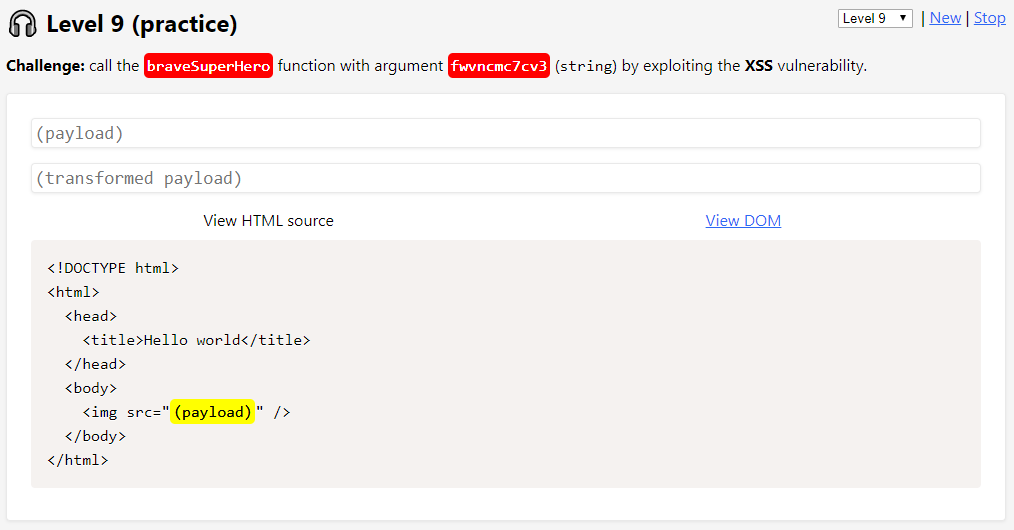 Level 9 (practice)
Level 9 ▼ | New | Stop
Challenge: call the braveSuperHero function with argument fwvncmc7cv3 (string) by exploiting the XSS vulnerability.
(payload)
(transformed payload)
View HTML source View DOM
<!DOCTYPE html>
<html>
  <head>
    <title>Hello world</title>
  </head>
  <body>
    <img src="(payload)" />
  </body>
</html>